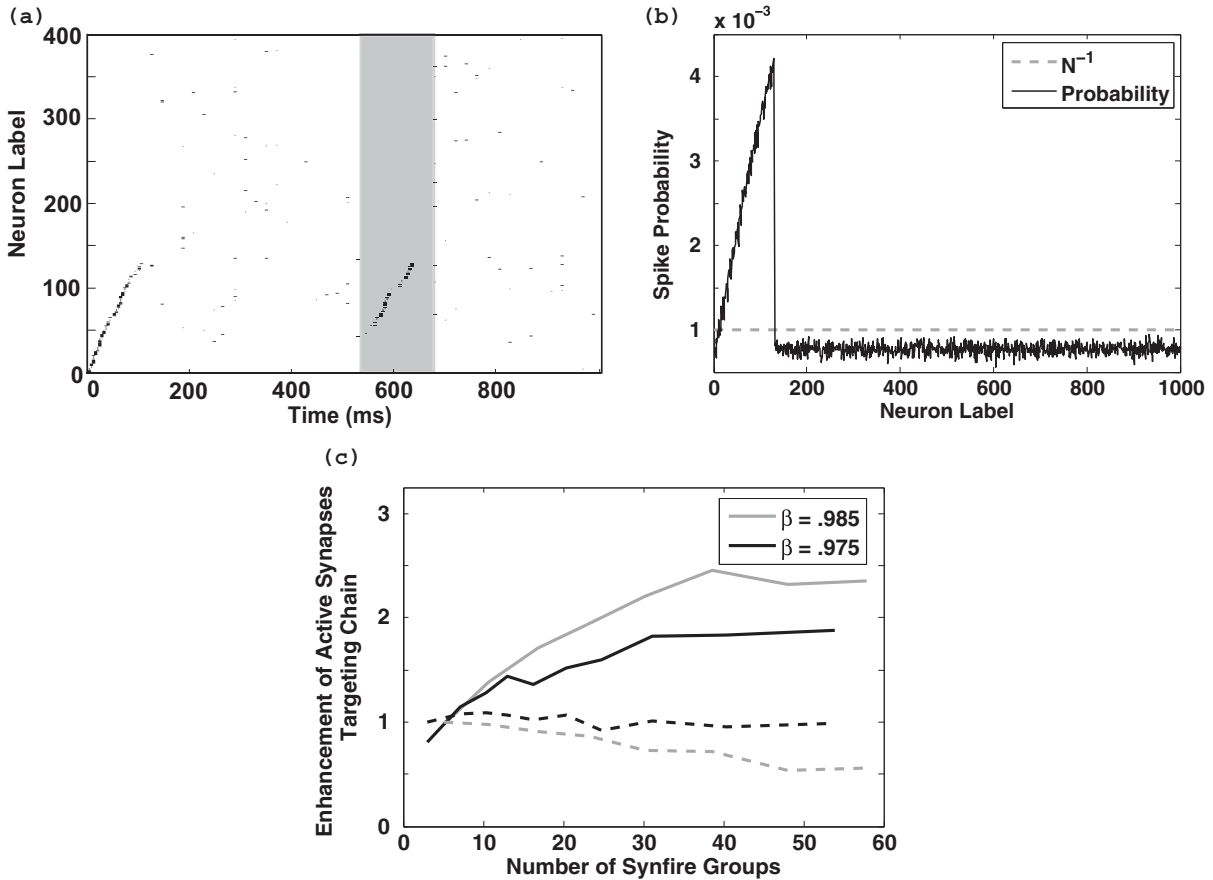 (a)
400
300
200
100
0
Neuron Label
0
200
400
600
800
Time (ms)
(b)
x 10⁻³
4
3
2
1
Spike Probability
N⁻¹
Probability
0
200
400
600
800
1000
Neuron Label
(c)
3
2
1
0
Enhancement of Active Synapses
Targeting Chain
β = .985
β = .975
0
10
20
30
40
50
60
Number of Synfire Groups